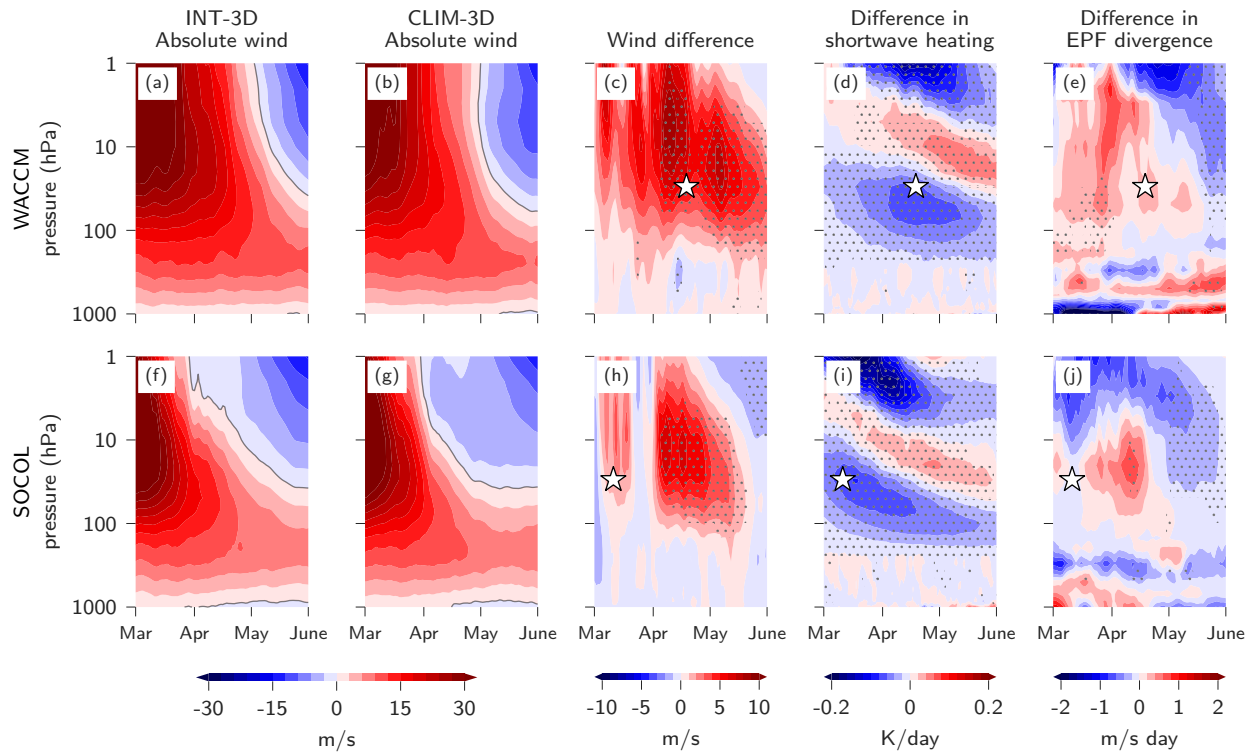 INT-3D
Absolute wind
CLIM-3D
Absolute wind
Wind difference
Difference in
shortwave heating
Difference in
EPF divergence
WACCM
pressure (hPa)
1
10
100
1000
(a)
(b)
(c)
(d)
(e)
SOCOL
pressure (hPa)
1
10
100
1000
(f)
(g)
(h)
(i)
(j)
Mar Apr May June
Mar Apr May June
Mar Apr May June
Mar Apr May June
Mar Apr May June
-30 -15 0 15 30
m/s
-10 -5 0 5 10
m/s
-0.2 0 0.2
K/day
-2 -1 0 1 2
m/s day